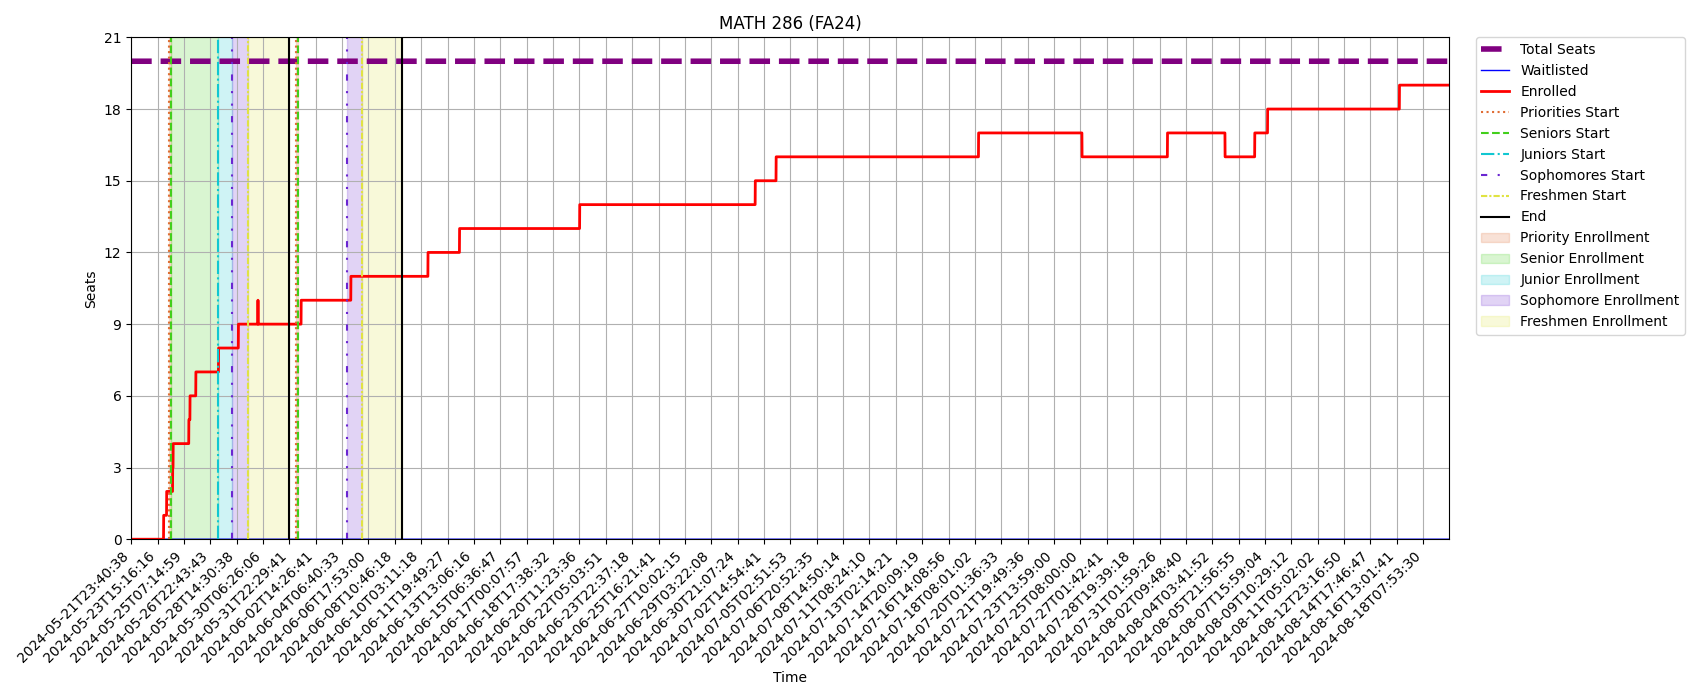 MATH 286 (FA24)
21
18
15
12
9
6
3
0
Seats
2024-05-21T23:40:38
2024-05-23T15:16:16
2024-05-25T07:14:59
2024-05-26T22:43:43
2024-05-28T14:30:38
2024-05-30T06:26:06
2024-05-31T22:29:41
2024-06-02T14:26:41
2024-06-04T06:40:33
2024-06-06T17:53:00
2024-06-08T10:46:18
2024-06-10T03:11:18
2024-06-11T19:49:27
2024-06-13T13:06:16
2024-06-15T06:36:47
2024-06-17T00:07:57
2024-06-18T17:38:32
2024-06-20T11:23:36
2024-06-22T05:03:51
2024-06-23T22:37:18
2024-06-25T16:21:41
2024-06-27T10:02:15
2024-06-29T03:22:08
2024-06-30T21:07:24
2024-07-02T14:54:41
2024-07-05T02:51:53
2024-07-06T20:52:35
2024-07-08T14:50:14
2024-07-11T08:24:10
2024-07-13T02:14:21
2024-07-14T20:09:19
2024-07-16T14:08:56
2024-07-18T08:01:02
2024-07-20T01:36:33
2024-07-21T19:49:36
2024-07-23T13:59:00
2024-07-25T08:00:00
2024-07-27T01:42:41
2024-07-28T19:39:18
2024-07-31T01:59:26
2024-08-02T09:48:40
2024-08-04T03:41:52
2024-08-05T21:56:55
2024-08-07T15:59:04
2024-08-09T10:29:12
2024-08-11T05:02:02
2024-08-12T23:16:50
2024-08-14T17:46:47
2024-08-16T13:01:41
2024-08-18T07:53:30
Time
Total Seats
Waitlisted
Enrolled
Priorities Start
Seniors Start
Juniors Start
Sophomores Start
Freshmen Start
End
Priority Enrollment
Senior Enrollment
Junior Enrollment
Sophomore Enrollment
Freshmen Enrollment